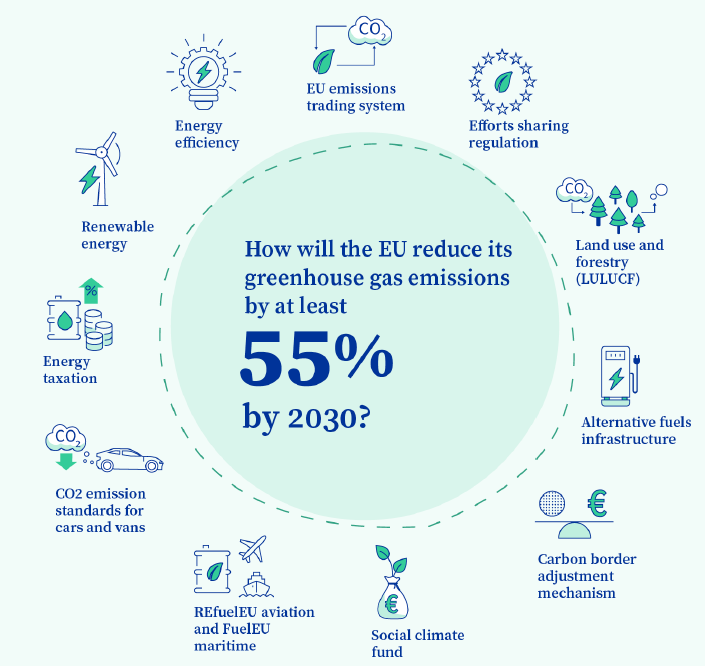 How will the EU reduce its
greenhouse gas emissions
by at least
55%
by 2030?
CO2
EU emissions
trading system
Efforts sharing
regulation
CO2
Land use and
forestry
(LULUCF)
Alternative fuels
infrastructure
€
Carbon border
adjustment
mechanism
€
Social climate
fund
REfuelEU aviation
and FuelEU
maritime
CO2
CO2 emission
standards for
cars and vans
%
Energy
taxation
Renewable
energy
Energy
efficiency